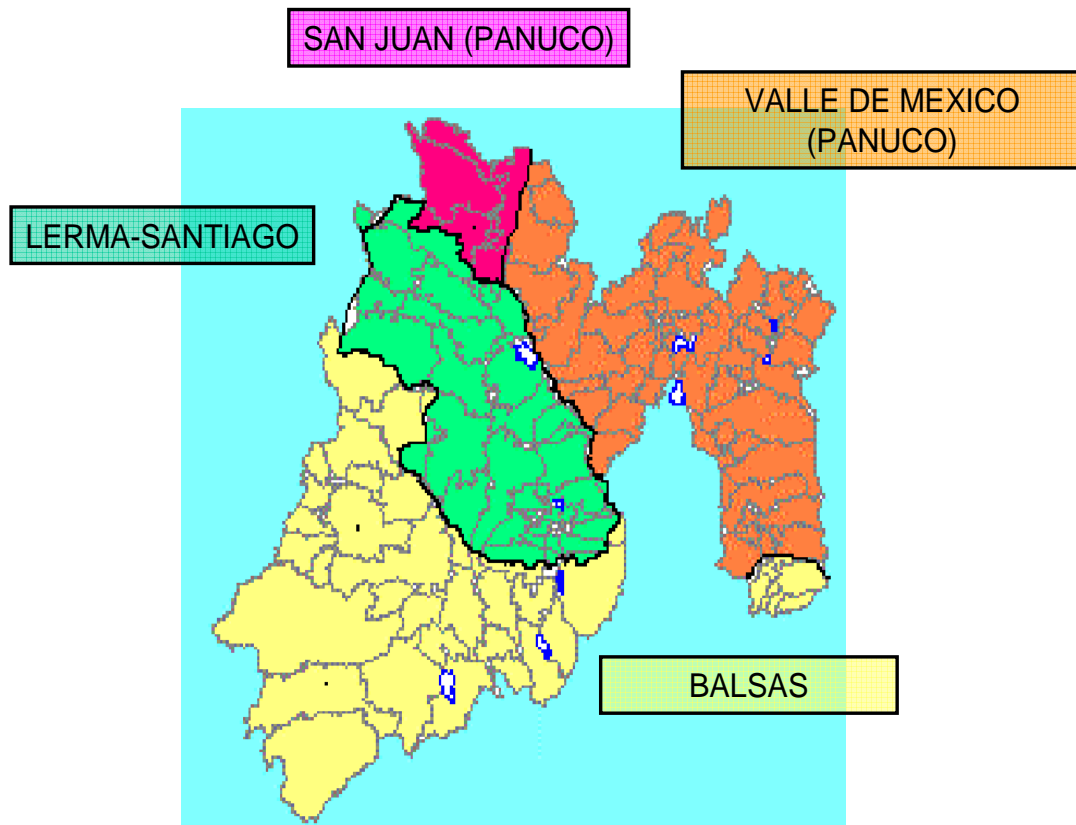 SAN JUAN (PANUCO)
VALLE DE MEXICO
(PANUCO)
LERMA-SANTIAGO
BALSAS